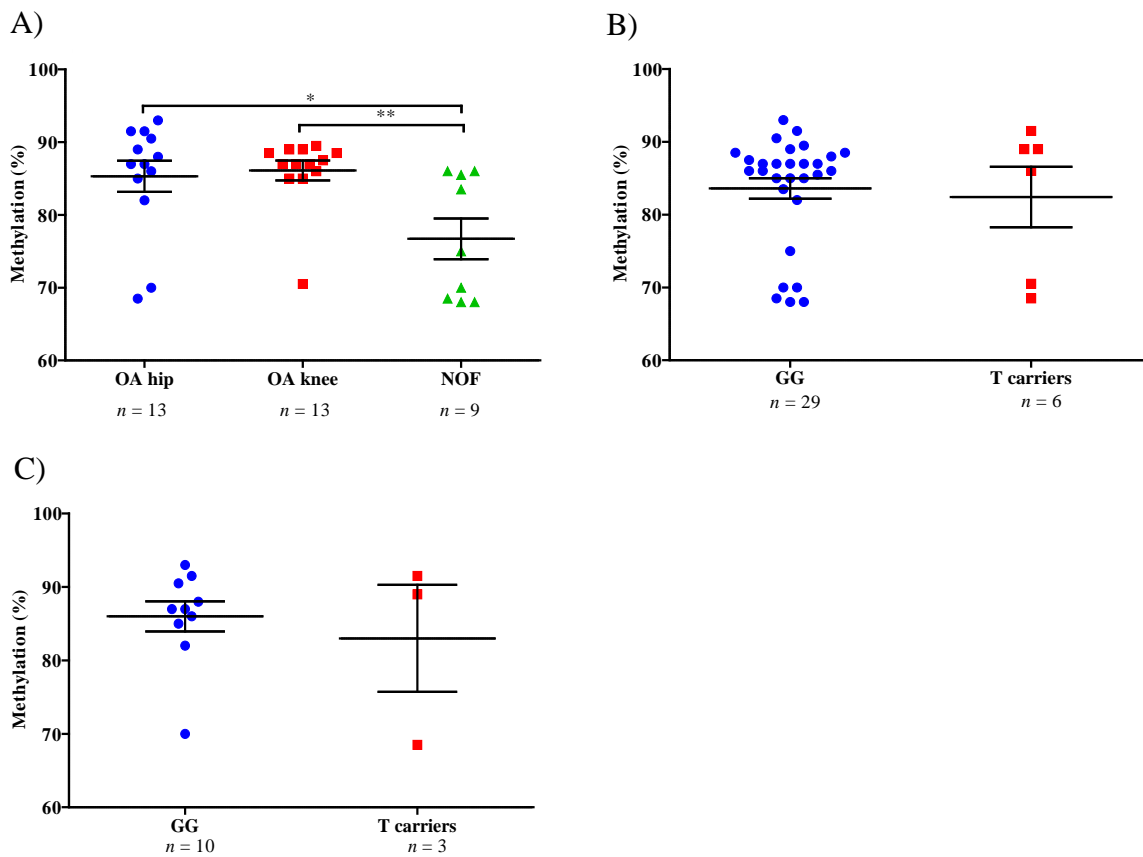 A)
Methylation (%)
100
90
80
70
60
*
**
OA hip
OA knee
NOF
n = 13
n = 13
n = 9
B)
Methylation (%)
100
90
80
70
60
GG
T carriers
n = 29
n = 6
C)
Methylation (%)
100
90
80
70
60
GG
T carriers
n = 10
n = 3